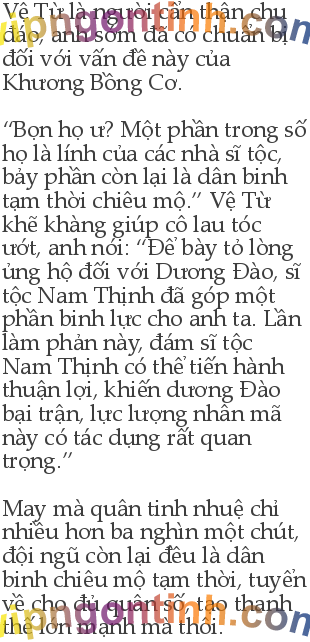 Vệ Từ là người cẩn thận chu
đáo, anh sớm đã có chuẩn bị
đối với vấn đề này của
Khương Bồng Cơ.
“Bọn họ ư? Một phần trong số
họ là lính của các nhà sĩ tộc,
bảy phần còn lại là dân binh
tạm thời chiêu mộ.” Vệ Từ
khẽ khàng giúp cô lau tóc
ướt, anh nói: “Để bày tỏ lòng
ủng hộ đối với Dương Đào, sĩ
tộc Nam Thịnh đã góp một
phần binh lực cho anh ta. Lần
làm phản này, đám sĩ tộc
Nam Thịnh có thể tiến hành
thuận lợi, khiến dương Đào
bại trận, lực lượng nhân mã
này có tác dụng rất quan
trọng.”
May mà quân tinh nhuệ chỉ
nhiều hơn ba nghìn một chút,
đội ngũ còn lại đều là dân
binh chiêu mộ tạm thời, tuyển
về cho đủ quân số, tạo thanh
thế lớn mạnh mà thôi.